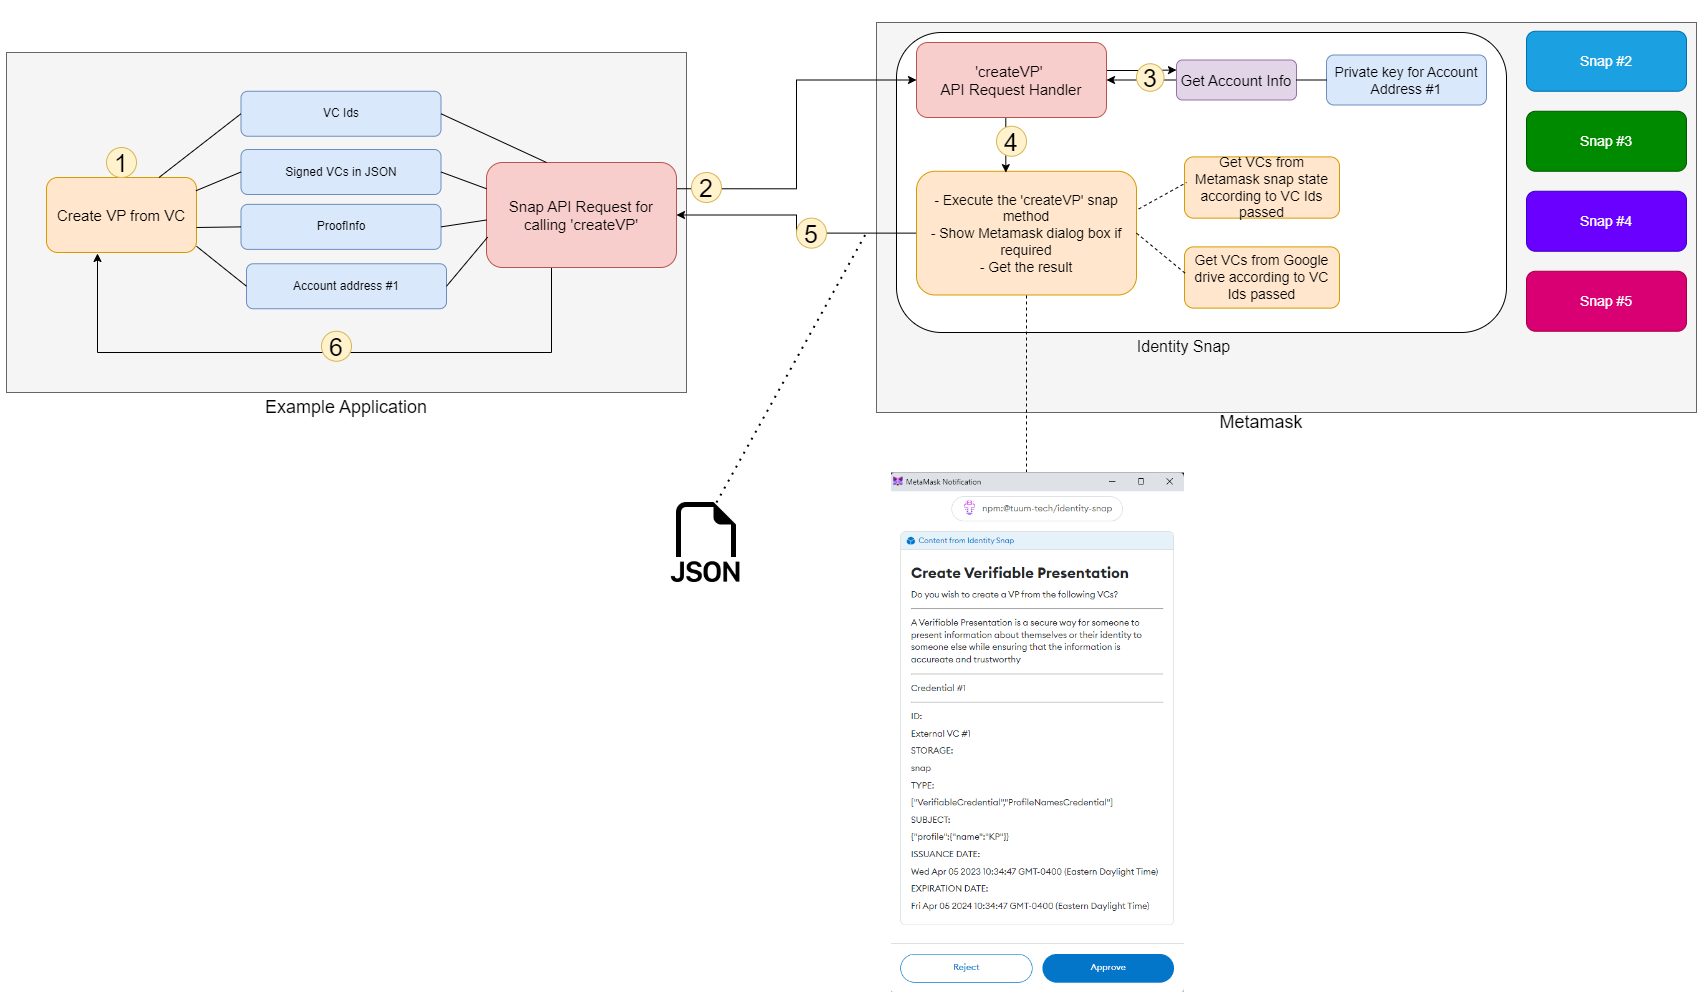 1
Create VP from VC
VC Ids
Signed VCs in JSON
ProofInfo
Account address #1
Snap API Request for
calling 'createVP'
2
5
6
Example Application
'createVP'
API Request Handler
3
Get Account Info
Private key for Account
Address #1
4
- Execute the 'createVP' snap
method
- Show Metamask dialog box if
required
- Get the result
Get VCs from
Metamask snap state
according to VC Ids
passed
Get VCs from Google
drive according to VC
Ids passed
Identity Snap
Snap #2
Snap #3
Snap #4
Snap #5
Metamask
JSON
MetaMask Notification
npm:@tuum-tech/identity-snap
Content from Identity Snap
Create Verifiable Presentation
Do you wish to create a VP from the following VCs?
A Verifiable Presentation is a secure way for someone to
present information about themselves or their identity to
someone else while ensuring that the information is
accureate and trustworthy
Credential #1
ID:
External VC #1
STORAGE:
snap
TYPE:
["VerifiableCredential","ProfileNamesCredential"]
SUBJECT:
{"profile":{"name":"KP"}}
ISSUANCE DATE:
Wed Apr 05 2023 10:34:47 GMT-0400 (Eastern Daylight Time)
EXPIRATION DATE:
Fri Apr 05 2024 10:34:47 GMT-0400 (Eastern Daylight Time)
Reject
Approve